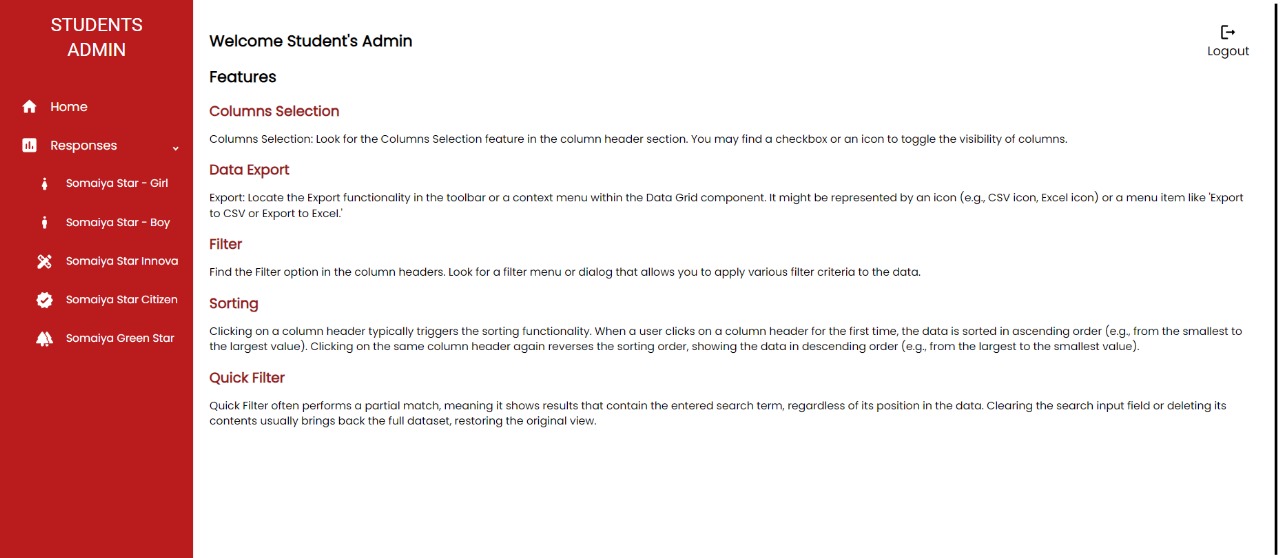 STUDENTS
ADMIN
Home
Responses
Somaiya Star - Girl
Somaiya Star - Boy
Somaiya Star Innova
Somaiya Star Citizen
Somaiya Green Star
Welcome Student's Admin
Logout
Features
Columns Selection
Columns Selection: Look for the Columns Selection feature in the column header section. You may find a checkbox or an icon to toggle the visibility of columns.
Data Export
Export: Locate the Export functionality in the toolbar or a context menu within the Data Grid component. It might be represented by an icon (e.g., CSV icon, Excel icon) or a menu item like 'Export
to CSV or Export to Excel.'
Filter
Find the Filter option in the column headers. Look for a filter menu or dialog that allows you to apply various filter criteria to the data.
Sorting
Clicking on a column header typically triggers the sorting functionality. When a user clicks on a column header for the first time, the data is sorted in ascending order (e.g., from the smallest to
the largest value). Clicking on the same column header again reverses the sorting order, showing the data in descending order (e.g., from the largest to the smallest value).
Quick Filter
Quick Filter often performs a partial match, meaning it shows results that contain the entered search term, regardless of its position in the data. Clearing the search input field or deleting its
contents usually brings back the full dataset, restoring the original view.